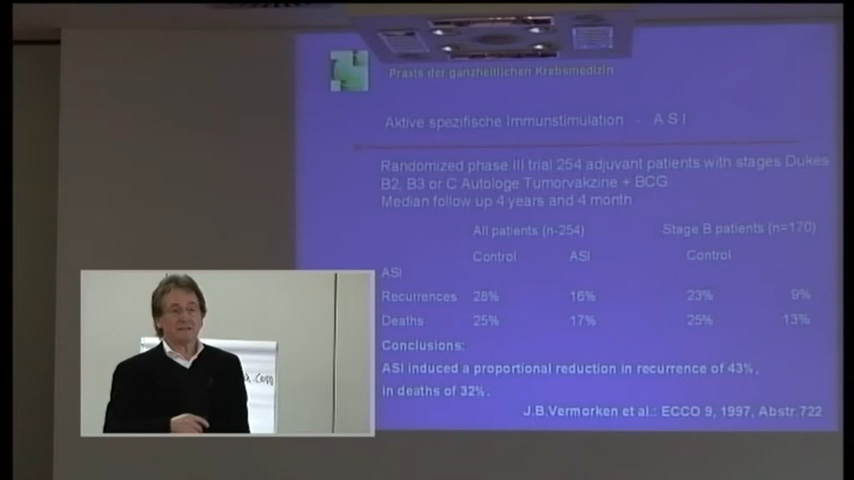 Praxis der ganzheitlichen Krebsmedizin
Aktive spezifische Immunstimulation - A S I
Randomized phase III trial 254 adjuvant patients with stages Dukes
B2, B3 or C Autologe Tumorvakzine + BCG
Median follow up 4 years and 4 month
All patients (n-254) Stage B patients (n=170)
Control ASI Control
ASI
Recurrences 28% 16% 23% 9%
Deaths 25% 17% 25% 13%
Conclusions:
ASI induced a proportional reduction in recurrence of 43%,
in deaths of 32%.
J.B.Vermorken et al.: ECCO 9, 1997, Abstr.722
.com